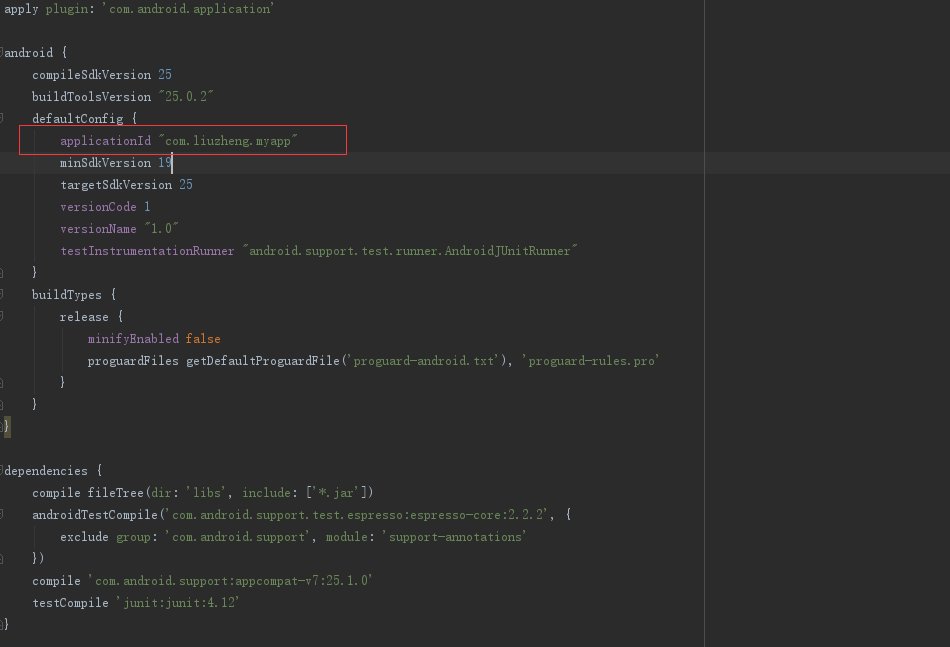 apply plugin: 'com.android.application'
android {
compileSdkVersion 25
buildToolsVersion "25.0.2"
defaultConfig {
applicationId "com.liuzheng.myapp"
minSdkVersion 19
targetSdkVersion 25
versionCode 1
versionName "1.0"
testInstrumentationRunner "android.support.test.runner.AndroidJUnitRunner"
}
buildTypes {
release {
minifyEnabled false
proguardFiles getDefaultProguardFile('proguard-android.txt'), 'proguard-rules.pro'
}
}
}
dependencies {
compile fileTree(dir: 'libs', include: ['*.jar'])
androidTestCompile('com.android.support.test.espresso:espresso-core:2.2.2', {
exclude group: 'com.android.support', module: 'support-annotations'
})
compile 'com.android.support:appcompat-v7:25.1.0'
testCompile 'junit:junit:4.12'
}